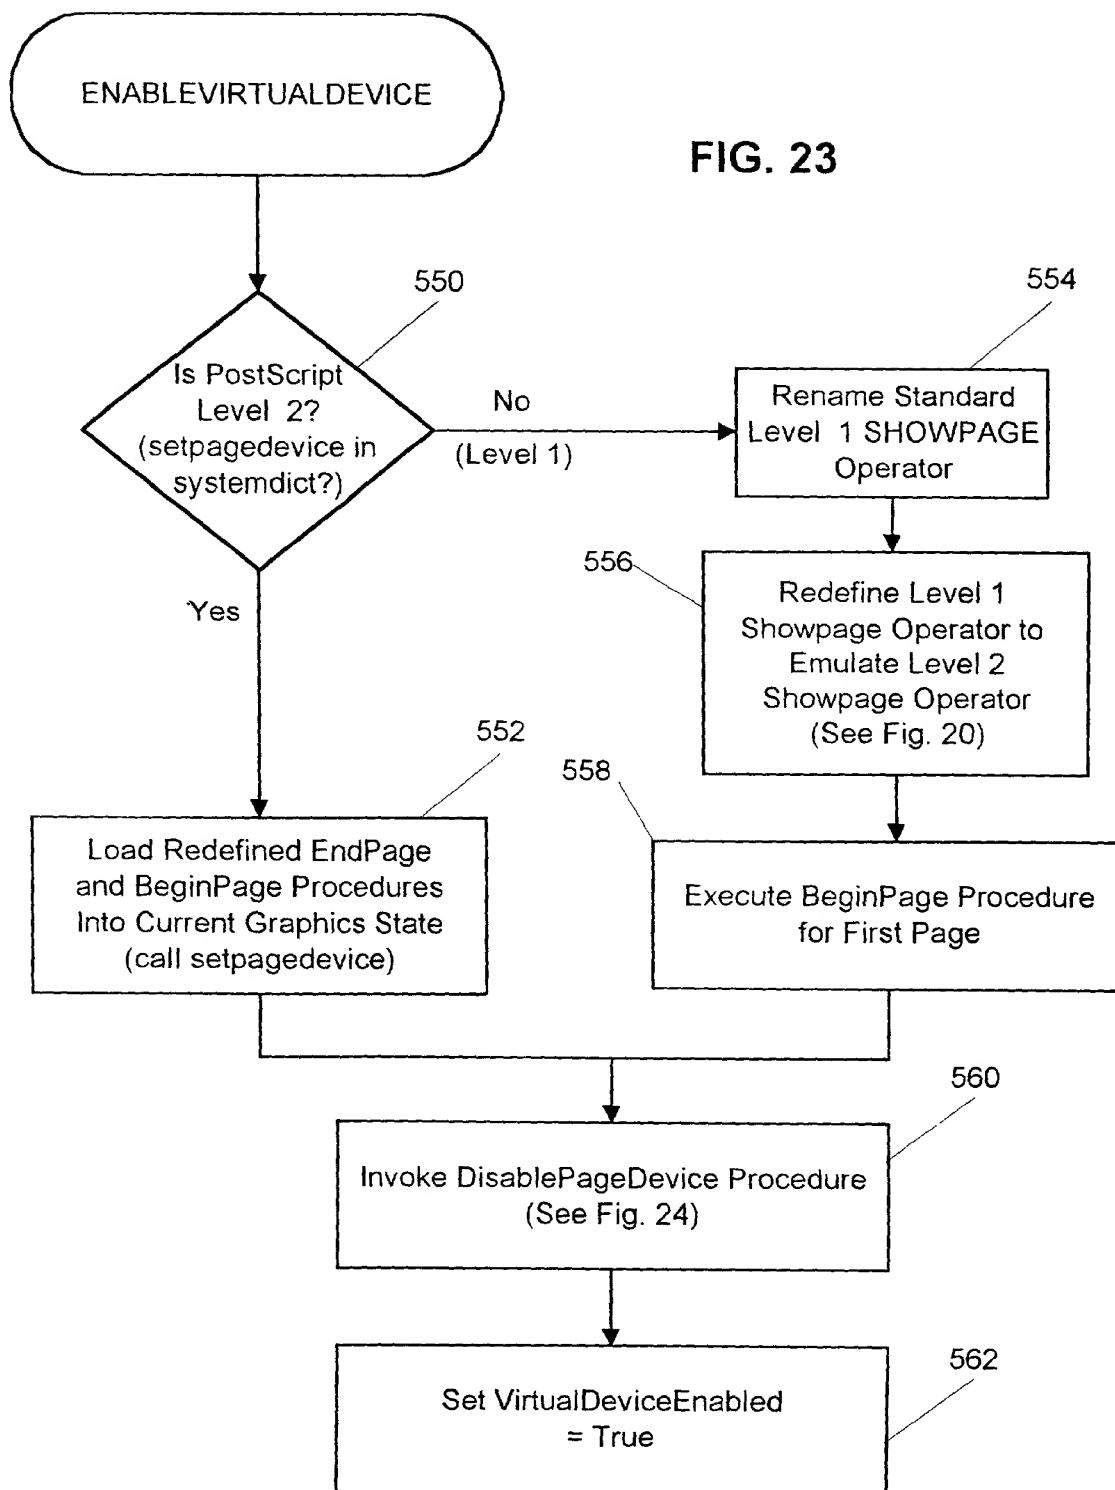 ENABLEVIRTUALDEVICE
FIG. 23
550
Is PostScript
Level 2?
(setpagedevice in
systemdict?)
No
(Level 1)
554
Rename Standard
Level 1 SHOWPAGE
Operator
556
Redefine Level 1
Showpage Operator to
Emulate Level 2
Showpage Operator
(See Fig. 20)
Yes
552
Load Redefined EndPage
and BeginPage Procedures
Into Current Graphics State
(call setpagedevice)
558
Execute BeginPage Procedure
for First Page
560
Invoke DisablePageDevice Procedure
(See Fig. 24)
562
Set VirtualDeviceEnabled
= True